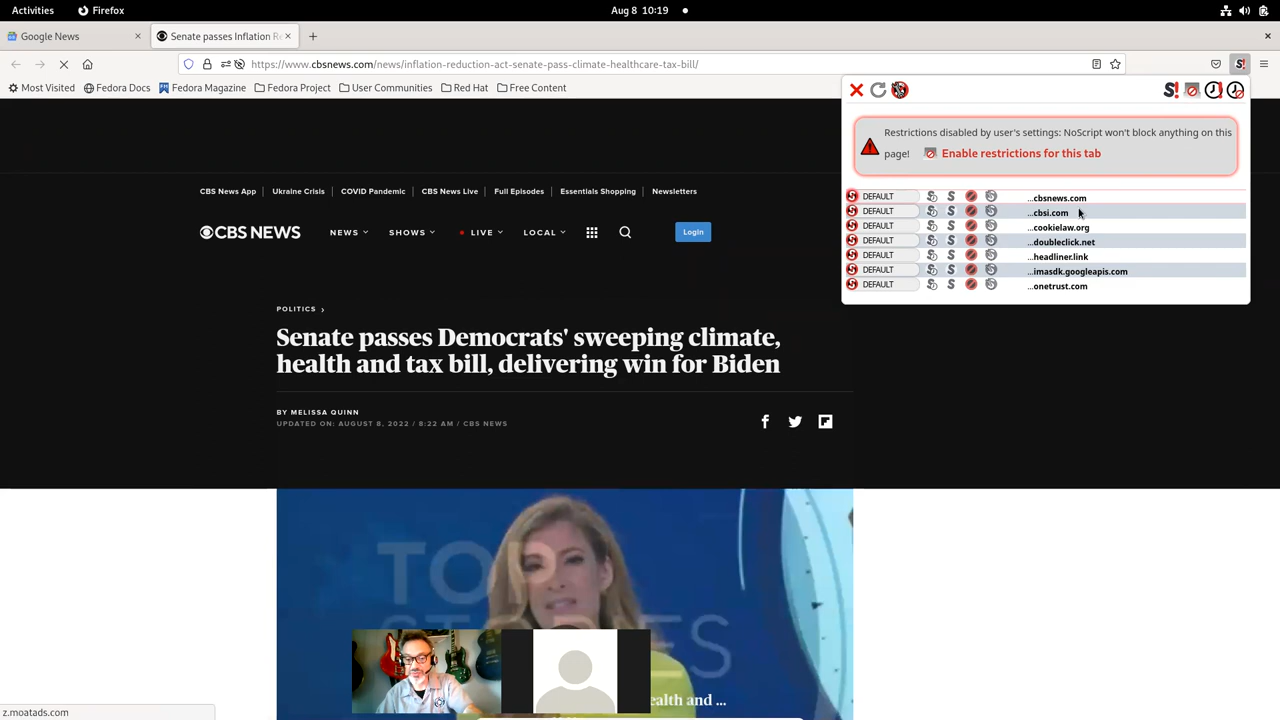 Activities
Firefox
Aug 8 10:19
Google News
Senate passes Inflation Re
https://www.cbsnews.com/news/inflation-reduction-act-senate-pass-climate-healthcare-tax-bill/
Most Visited
Fedora Docs
Fedora Magazine
Fedora Project
User Communities
Red Hat
Free Content
Restrictions disabled by user's settings: NoScript won't block anything on this
page! Enable restrictions for this tab
DEFAULT ...cbsnews.com
DEFAULT ...cbsi.com
DEFAULT ...cookielaw.org
DEFAULT ...doubleclick.net
DEFAULT ...headliner.link
DEFAULT ...imasdk.googleapis.com
DEFAULT ...onetrust.com
CBS News App
Ukraine Crisis
COVID Pandemic
CBS News Live
Full Episodes
Essentials Shopping
Newsletters
CBS NEWS
NEWS
SHOWS
LIVE
LOCAL
Login
POLITICS
Senate passes Democrats' sweeping climate,
health and tax bill, delivering win for Biden
BY MELISSA QUINN
UPDATED ON: AUGUST 8, 2022 / 8:22 AM / CBS NEWS
TOP
STORIES
ealth and ...
z.moatads.com